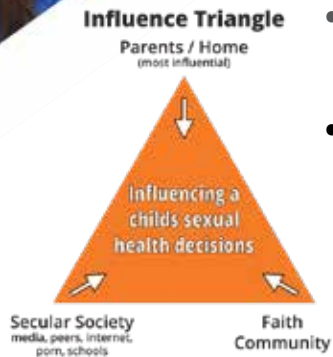 Influence Triangle
Parents / Home
(most influential)
Influencing a
childs sexual
health decisions
Secular Society
media, peers, internet,
porn, schools
Faith
Community